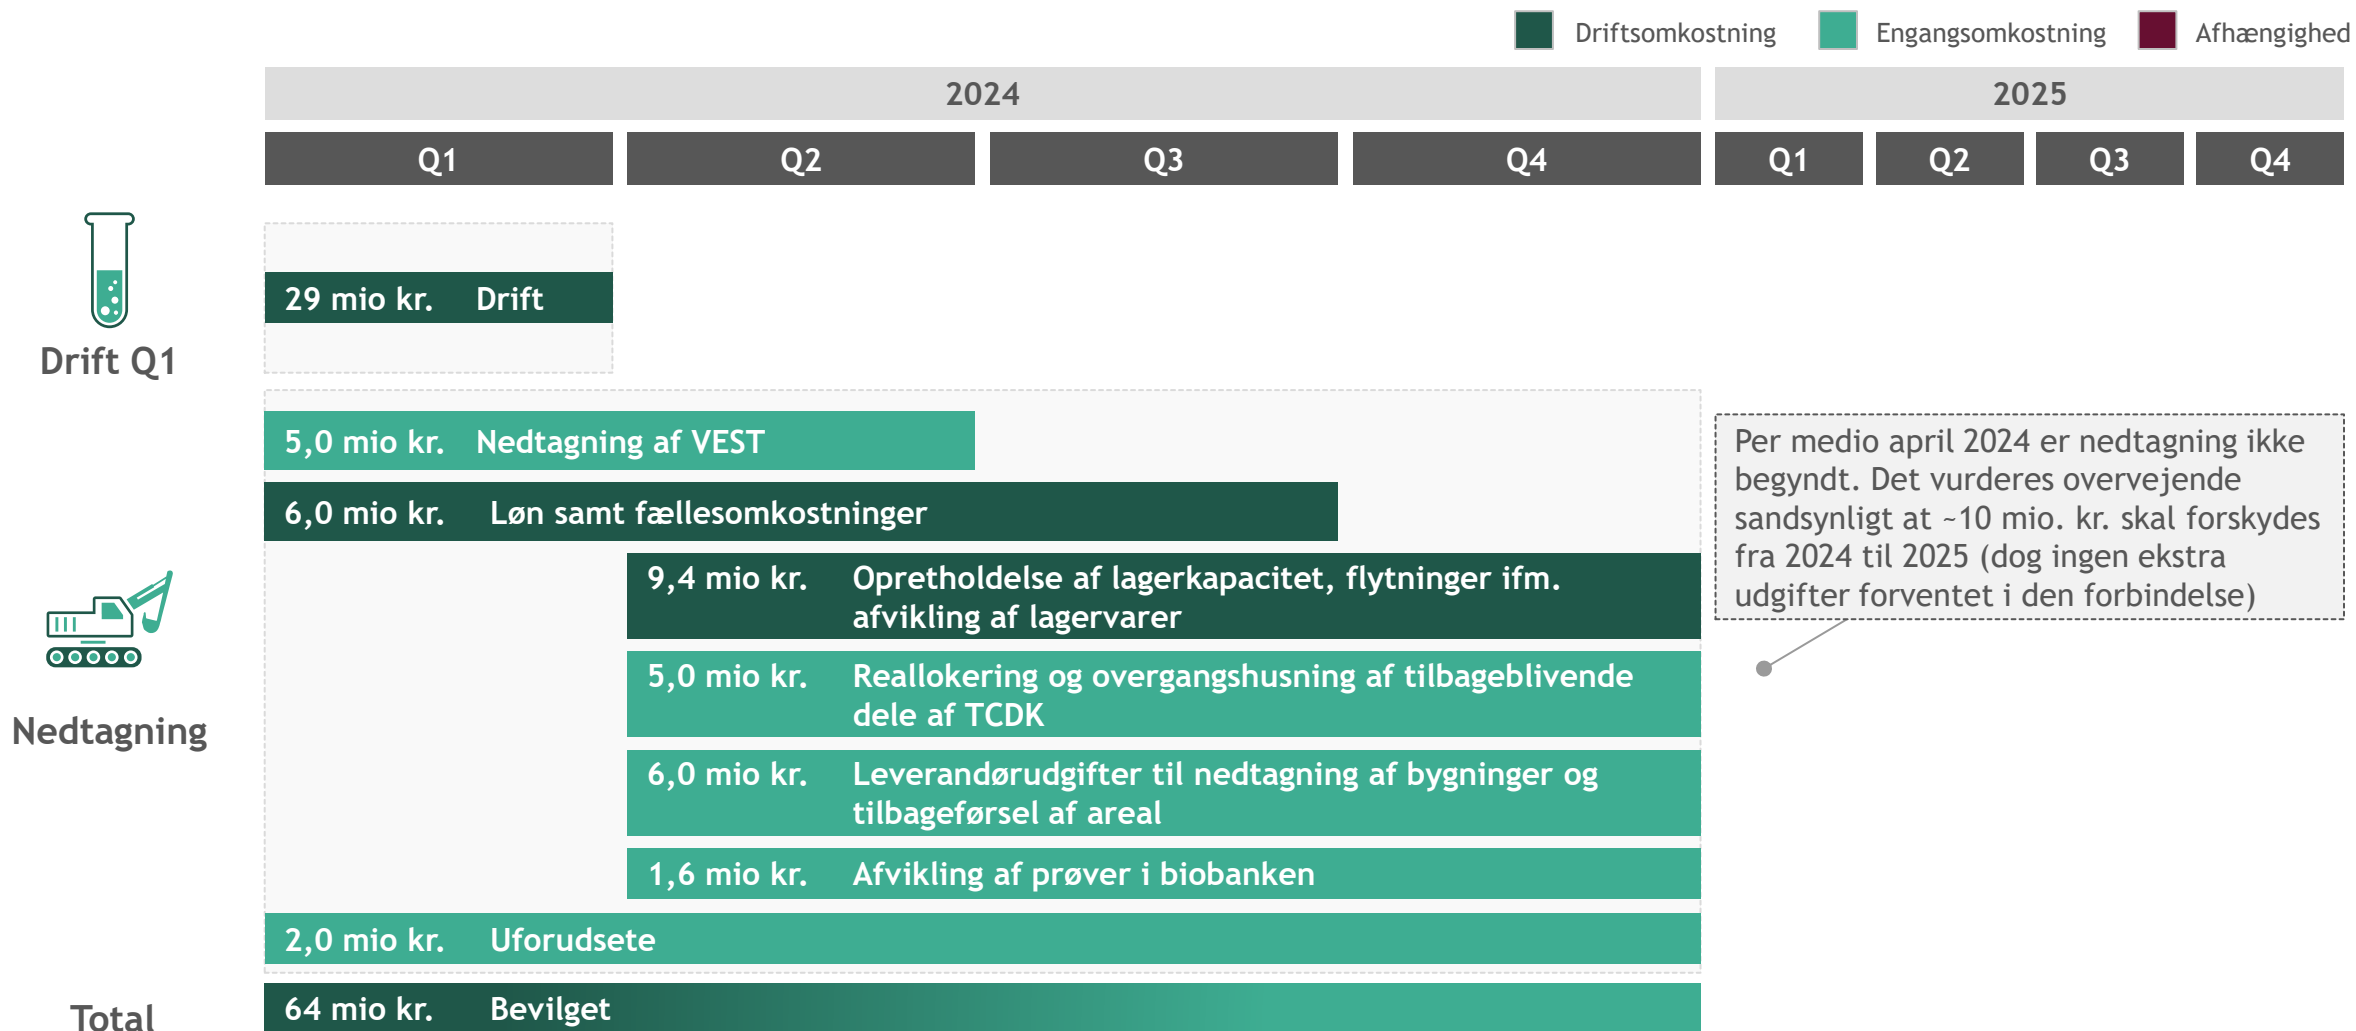 Driftsomkostning Engangsomkostning Afhængighed
2024 2025
Q1 Q2 Q3 Q4 Q1 Q2 Q3 Q4
29 mio kr. Drift
Drift Q1
5,0 mio kr. Nedtagning af VEST
6,0 mio kr. Løn samt fællesomkostninger
9,4 mio kr. Opretholdelse af lagerkapacitet, flytninger ifm.
afvikling af lagervarer
5,0 mio kr. Reallokering og overgangshusning af tilbageblivende
dele af TCDK
Nedtagning
6,0 mio kr. Leverandørudgifter til nedtagning af bygninger og
tilbageførsel af areal
1,6 mio kr. Afvikling af prøver i biobanken
2,0 mio kr. Uforudsete
Per medio april 2024 er nedtagning ikke
begyndt. Det vurderes overvejende
sandsynligt at ~10 mio. kr. skal forskydes
fra 2024 til 2025 (dog ingen ekstra
udgifter forventet i den forbindelse)
Total
64 mio kr. Bevilget